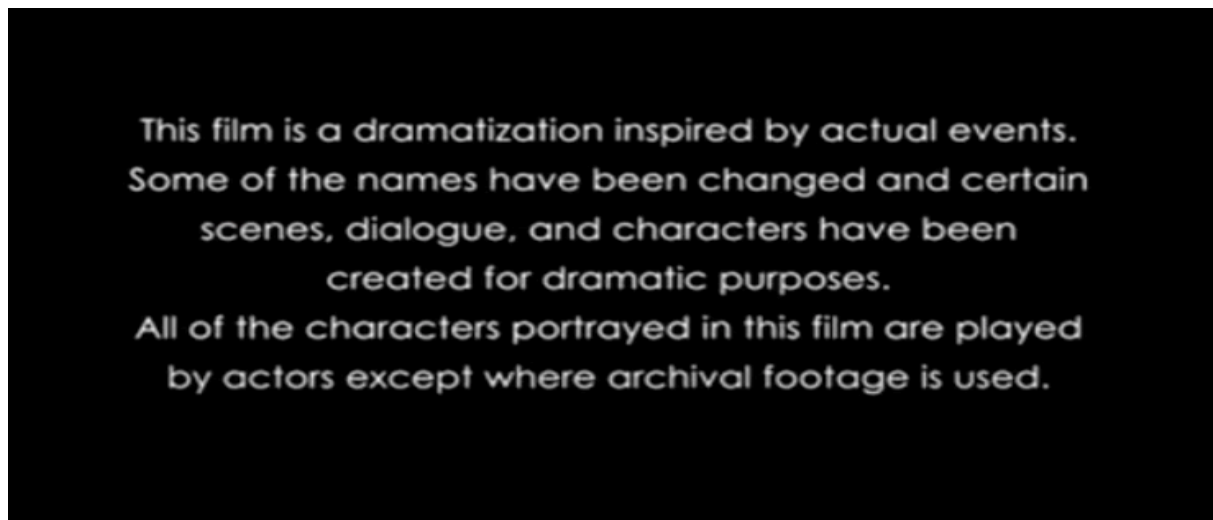 This film is a dramatization inspired by actual events.
Some of the names have been changed and certain
scenes, dialogue, and characters have been
created for dramatic purposes.
All of the characters portrayed in this film are played
by actors except where archival footage is used.